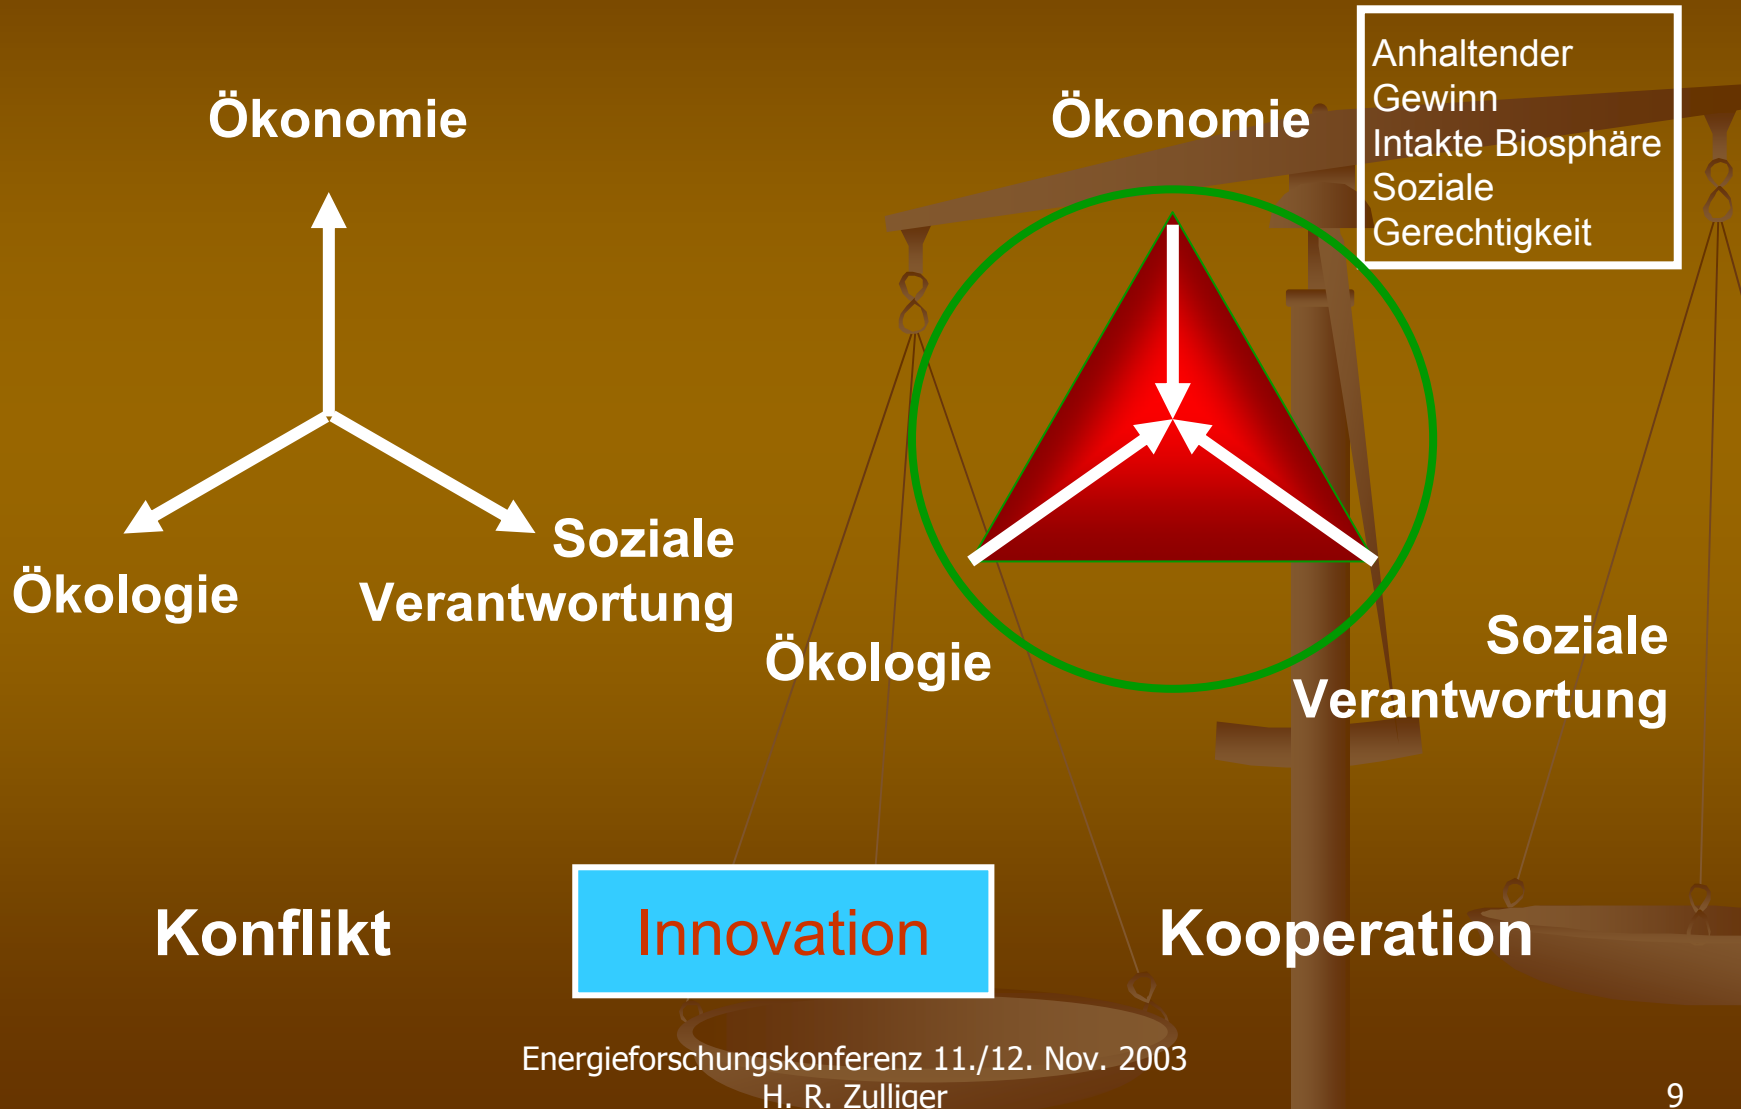 Ökonomie
Ökologie
Soziale
Verantwortung
Ökonomie
Anhaltender
Gewinn
Intakte Biosphäre
Soziale
Gerechtigkeit
Ökologie
Soziale
Verantwortung
Konflikt
Innovation
Kooperation
Energieforschungskonferenz 11./12. Nov. 2003
H. R. Zulliger
9